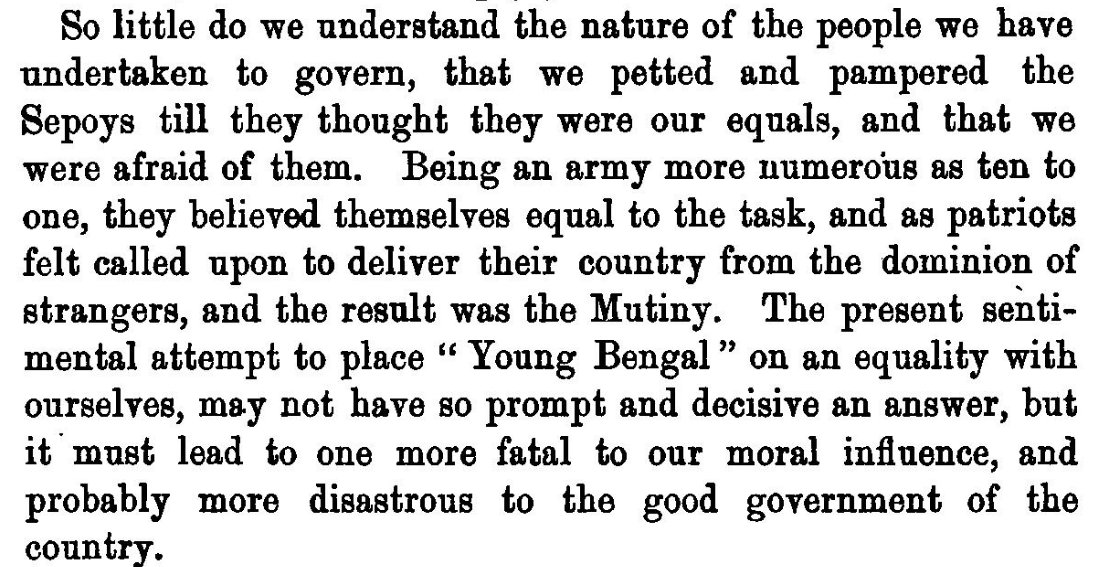 So little do we understand the nature of the people we have
undertaken to govern, that we petted and pampered the
Sepoys till they thought they were our equals, and that we
were afraid of them. Being an army more numerous as ten to
one, they believed themselves equal to the task, and as patriots
felt called upon to deliver their country from the dominion of
strangers, and the result was the Mutiny. The present senti-
mental attempt to place “ Young Bengal ” on an equality with
ourselves, may not have so prompt and decisive an answer, but
it must lead to one more fatal to our moral influence, and
probably more disastrous to the good government of the
country.